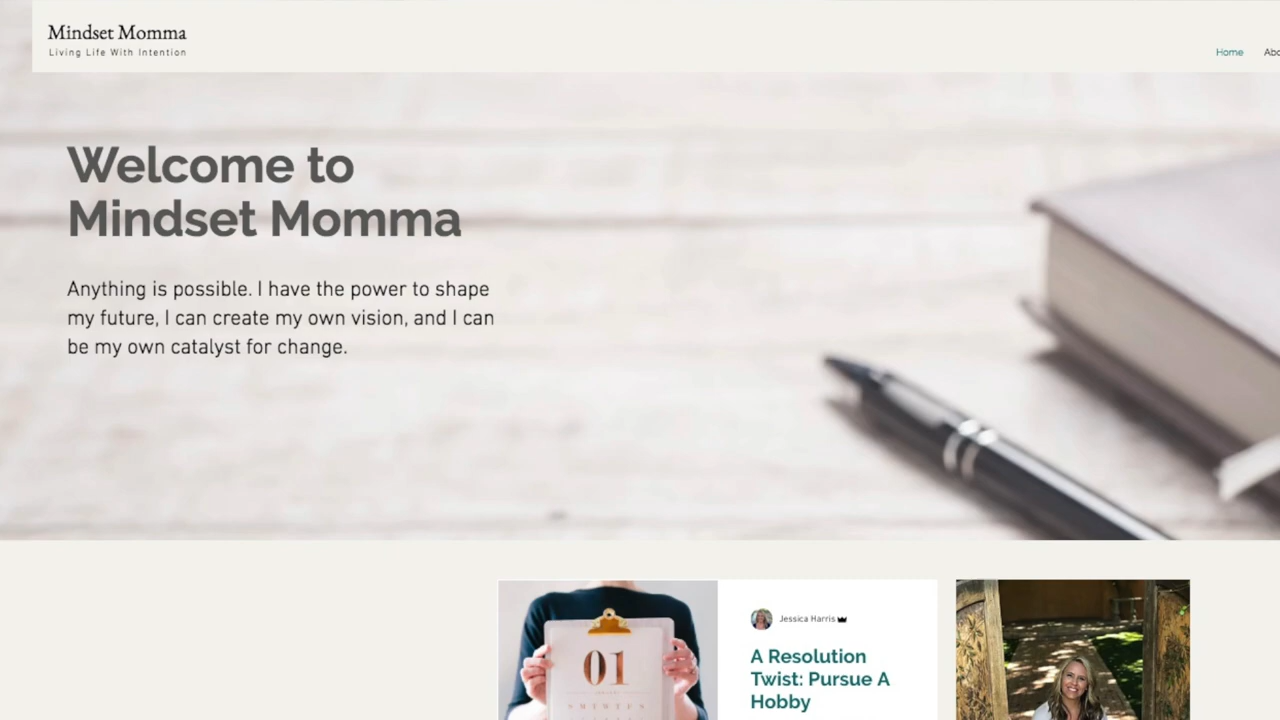 Mindset Momma
Living Life With Intention
Home
Abo
Welcome to
Mindset Momma
Anything is possible. I have the power to shape
my future, I can create my own vision, and I can
be my own catalyst for change.
Jessica Harris
A Resolution
Twist: Pursue A
Hobby
01